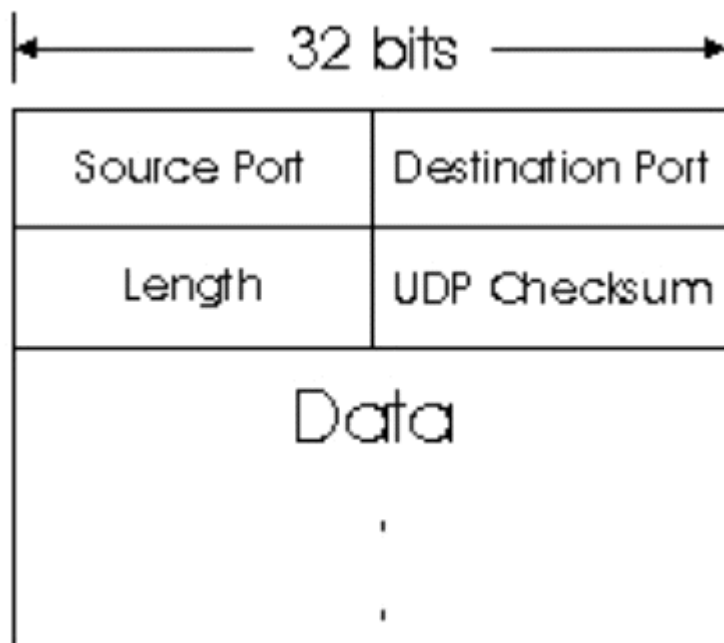 32 bits
Source Port Destination Port
Length UDP Checksum
Data